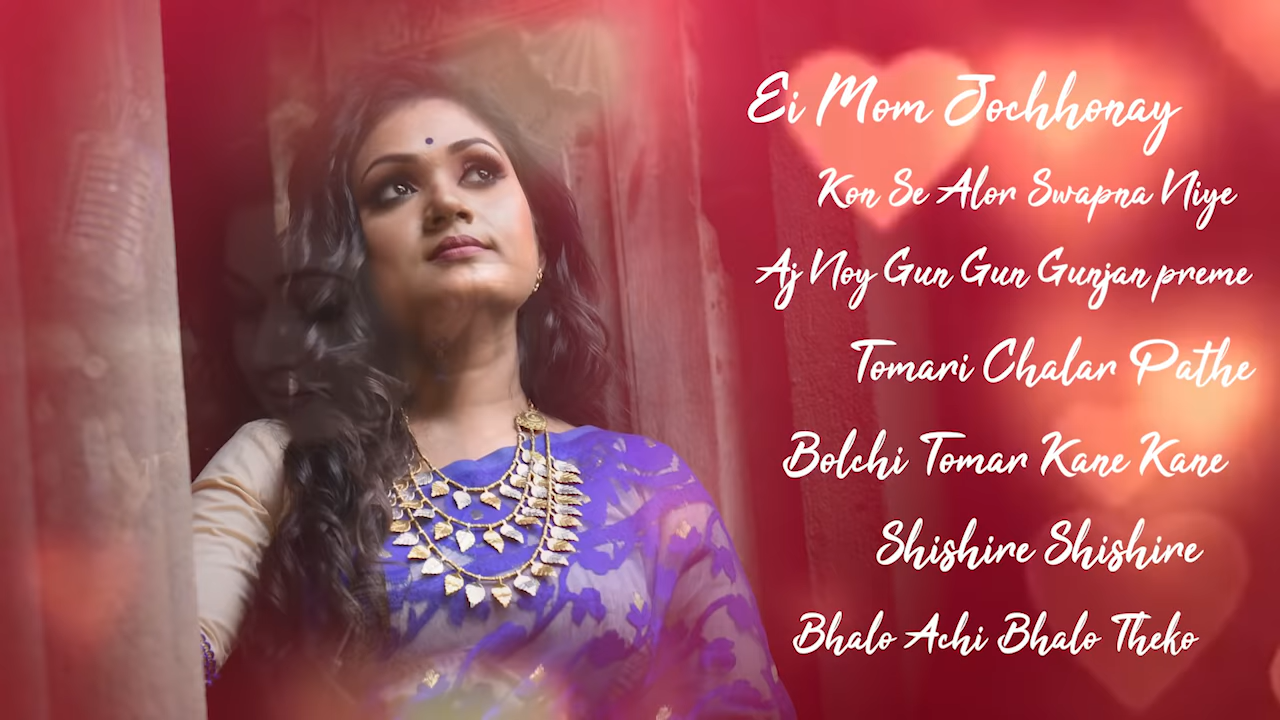 Ei Mom Jochhonay
Kon Se Alor Swapna Niye
Aj Noy Gun Gun Gunjan preme
Tomari Chalar Pathe
Bolchi Tomar Kane Kane
Shishire Shishire
Bhalo Achi Bhalo Theko